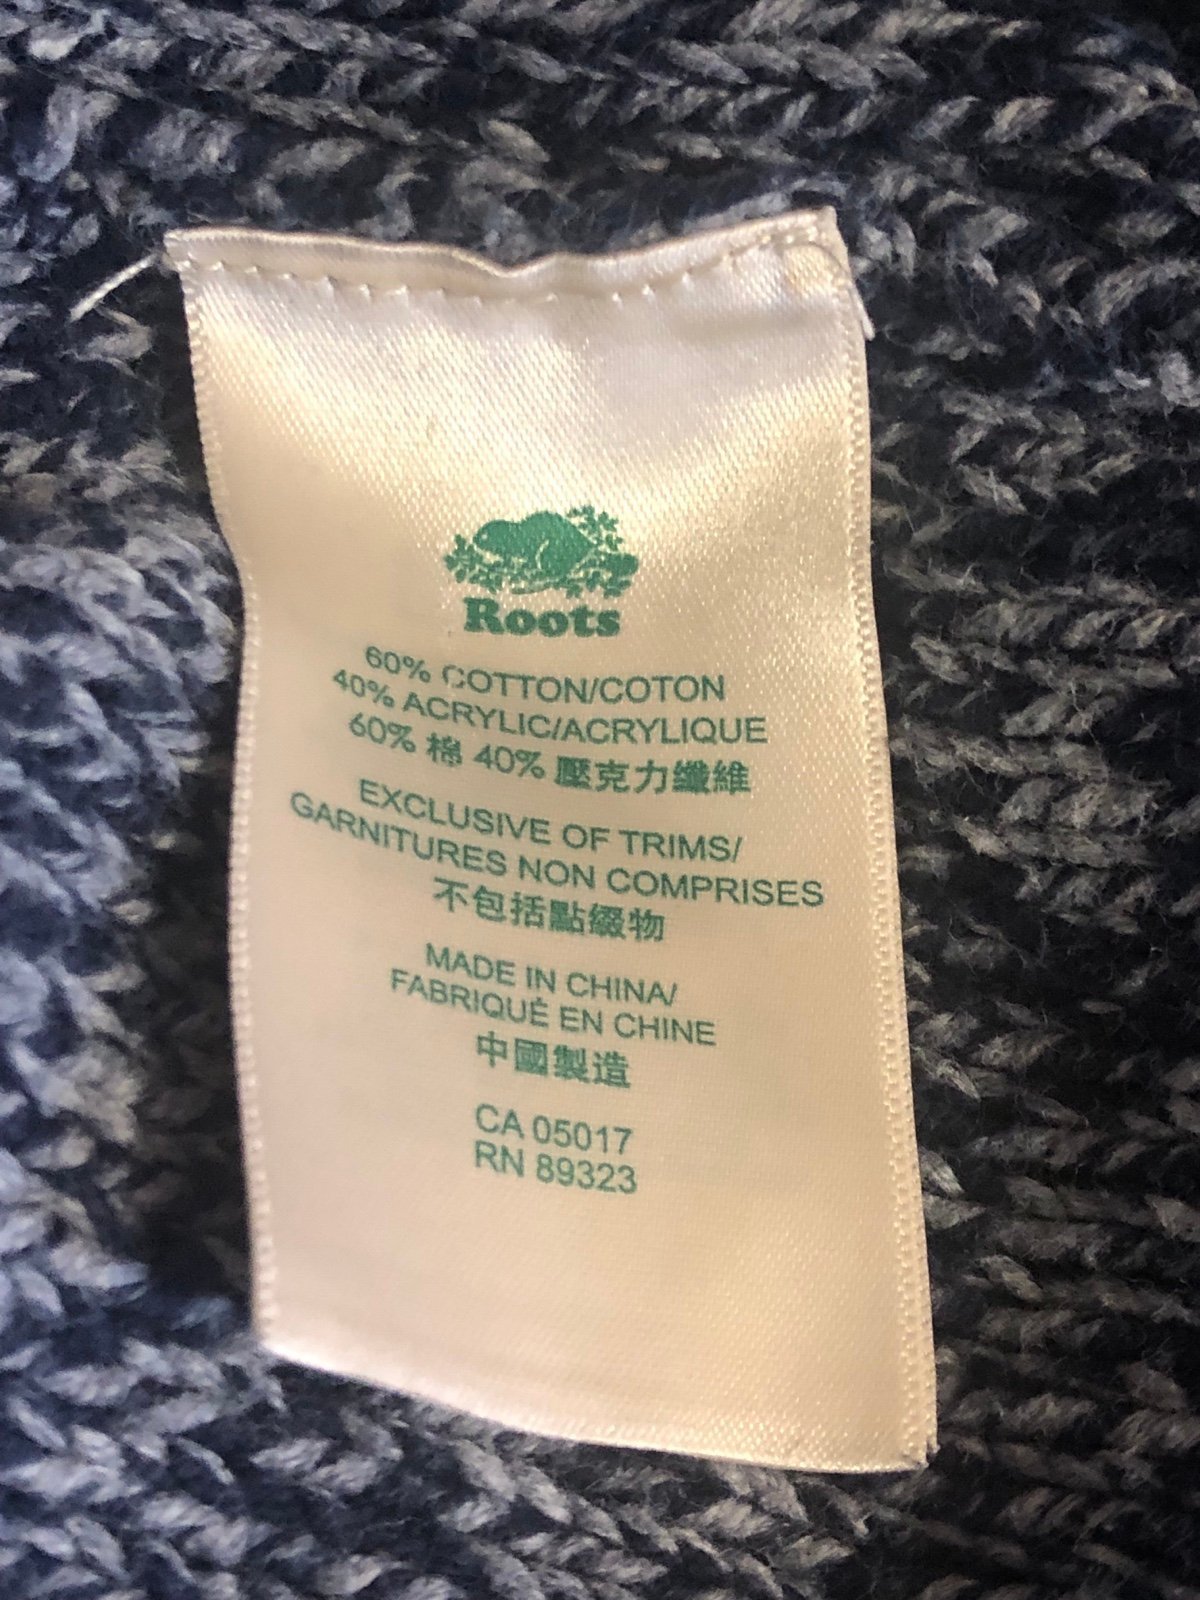 Roots
60% COTTON/COTON
40% ACRYLIC/ACRYLIQUE
60% 棉 40% 壓克力纖維
EXCLUSIVE OF TRIMS/
GARNITURES NON COMPRISES
不包括點綴物
MADE IN CHINA/
FABRIQUÉ EN CHINE
中國製造
CA 05017
RN 89323